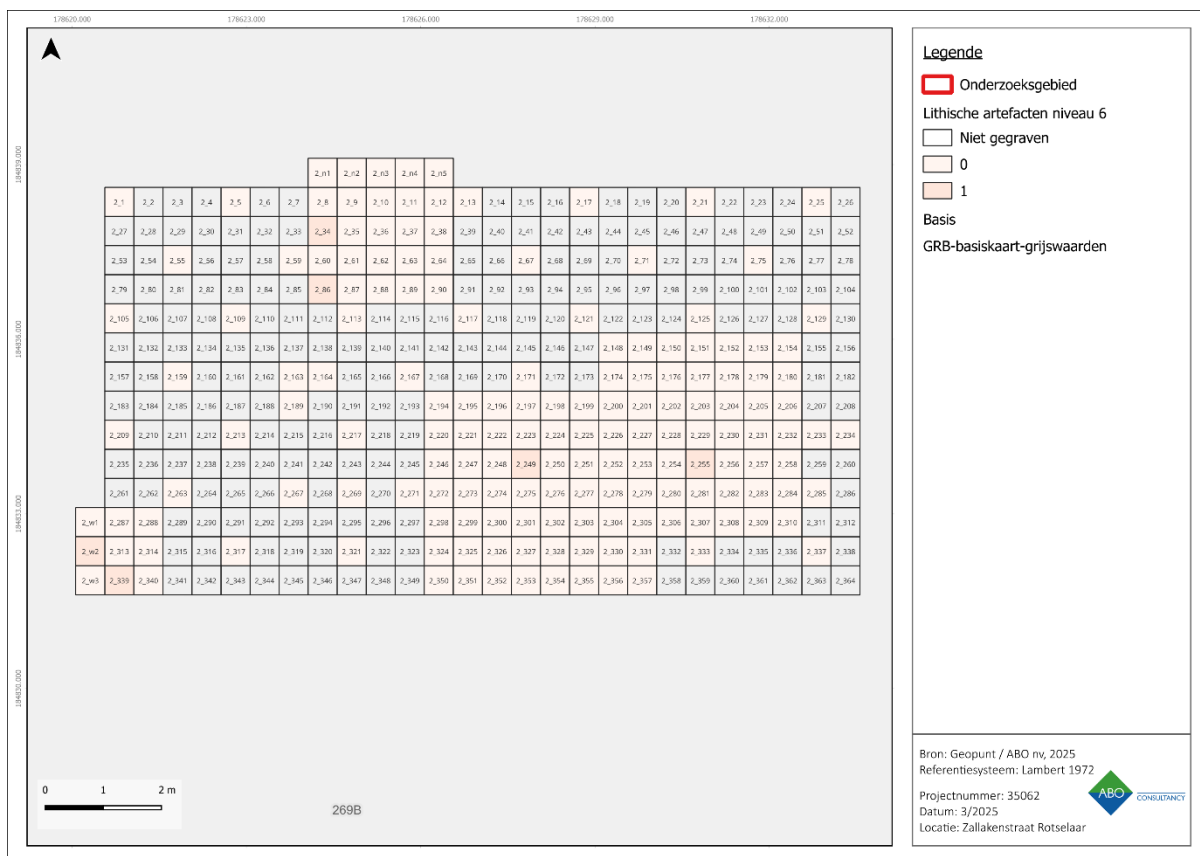 178620.000 178623.000 178626.000 178629.000 178632.000
184839.000
184836.000
184833.000
184830.000
2_n1 2_n2 2_n3 2_n4 2_n5
2_1 2_2 2_3 2_4 2_5 2_6 2_7 2_8 2_9 2_10 2_11 2_12 2_13 2_14 2_15 2_16 2_17 2_18 2_19 2_20 2_21 2_22 2_23 2_24 2_25 2_26
2_27 2_28 2_29 2_30 2_31 2_32 2_33 2_34 2_35 2_36 2_37 2_38 2_39 2_40 2_41 2_42 2_43 2_44 2_45 2_46 2_47 2_48 2_49 2_50 2_51 2_52
2_53 2_54 2_55 2_56 2_57 2_58 2_59 2_60 2_61 2_62 2_63 2_64 2_65 2_66 2_67 2_68 2_69 2_70 2_71 2_72 2_73 2_74 2_75 2_76 2_77 2_78
2_79 2_80 2_81 2_82 2_83 2_84 2_85 2_86 2_87 2_88 2_89 2_90 2_91 2_92 2_93 2_94 2_95 2_96 2_97 2_98 2_99 2_100 2_101 2_102 2_103 2_104
2_105 2_106 2_107 2_108 2_109 2_110 2_111 2_112 2_113 2_114 2_115 2_116 2_117 2_118 2_119 2_120 2_121 2_122 2_123 2_124 2_125 2_126 2_127 2_128 2_129 2_130
2_131 2_132 2_133 2_134 2_135 2_136 2_137 2_138 2_139 2_140 2_141 2_142 2_143 2_144 2_145 2_146 2_147 2_148 2_149 2_150 2_151 2_152 2_153 2_154 2_155 2_156
2_157 2_158 2_159 2_160 2_161 2_162 2_163 2_164 2_165 2_166 2_167 2_168 2_169 2_170 2_171 2_172 2_173 2_174 2_175 2_176 2_177 2_178 2_179 2_180 2_181 2_182
2_183 2_184 2_185 2_186 2_187 2_188 2_189 2_190 2_191 2_192 2_193 2_194 2_195 2_196 2_197 2_198 2_199 2_200 2_201 2_202 2_203 2_204 2_205 2_206 2_207 2_208
2_209 2_210 2_211 2_212 2_213 2_214 2_215 2_216 2_217 2_218 2_219 2_220 2_221 2_222 2_223 2_224 2_225 2_226 2_227 2_228 2_229 2_230 2_231 2_232 2_233 2_234
2_235 2_236 2_237 2_238 2_239 2_240 2_241 2_242 2_243 2_244 2_245 2_246 2_247 2_248 2_249 2_250 2_251 2_252 2_253 2_254 2_255 2_256 2_257 2_258 2_259 2_260
2_261 2_262 2_263 2_264 2_265 2_266 2_267 2_268 2_269 2_270 2_271 2_272 2_273 2_274 2_275 2_276 2_277 2_278 2_279 2_280 2_281 2_282 2_283 2_284 2_285 2_286
2_w1 2_287 2_288 2_289 2_290 2_291 2_292 2_293 2_294 2_295 2_296 2_297 2_298 2_299 2_300 2_301 2_302 2_303 2_304 2_305 2_306 2_307 2_308 2_309 2_310 2_311 2_312
2_w2 2_313 2_314 2_315 2_316 2_317 2_318 2_319 2_320 2_321 2_322 2_323 2_324 2_325 2_326 2_327 2_328 2_329 2_330 2_331 2_332 2_333 2_334 2_335 2_336 2_337 2_338
2_w3 2_339 2_340 2_341 2_342 2_343 2_344 2_345 2_346 2_347 2_348 2_349 2_350 2_351 2_352 2_353 2_354 2_355 2_356 2_357 2_358 2_359 2_360 2_361 2_362 2_363 2_364
0 1 2 m
269B
Legende
Onderzoeksgebied
Lithische artefacten niveau 6
Niet gegraven
0
1
Basis
GRB-basiskaart-grijswaarden
Bron: Geopunt / ABO nv, 2025
Referentiesysteem: Lambert 1972
Projectnummer: 35062
Datum: 3/2025
Locatie: Zallakenstraat Rotselaar
ABO CONSULTANCY